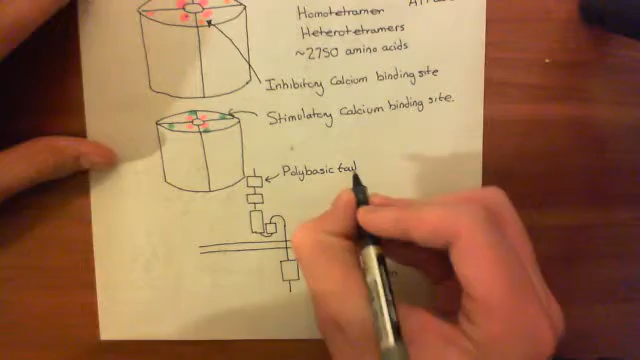 Homotetramer
Heterotetramers
~2750 amino acids
Inhibitory Calcium binding site
Stimulatory Calcium binding site.
Polybasic tail